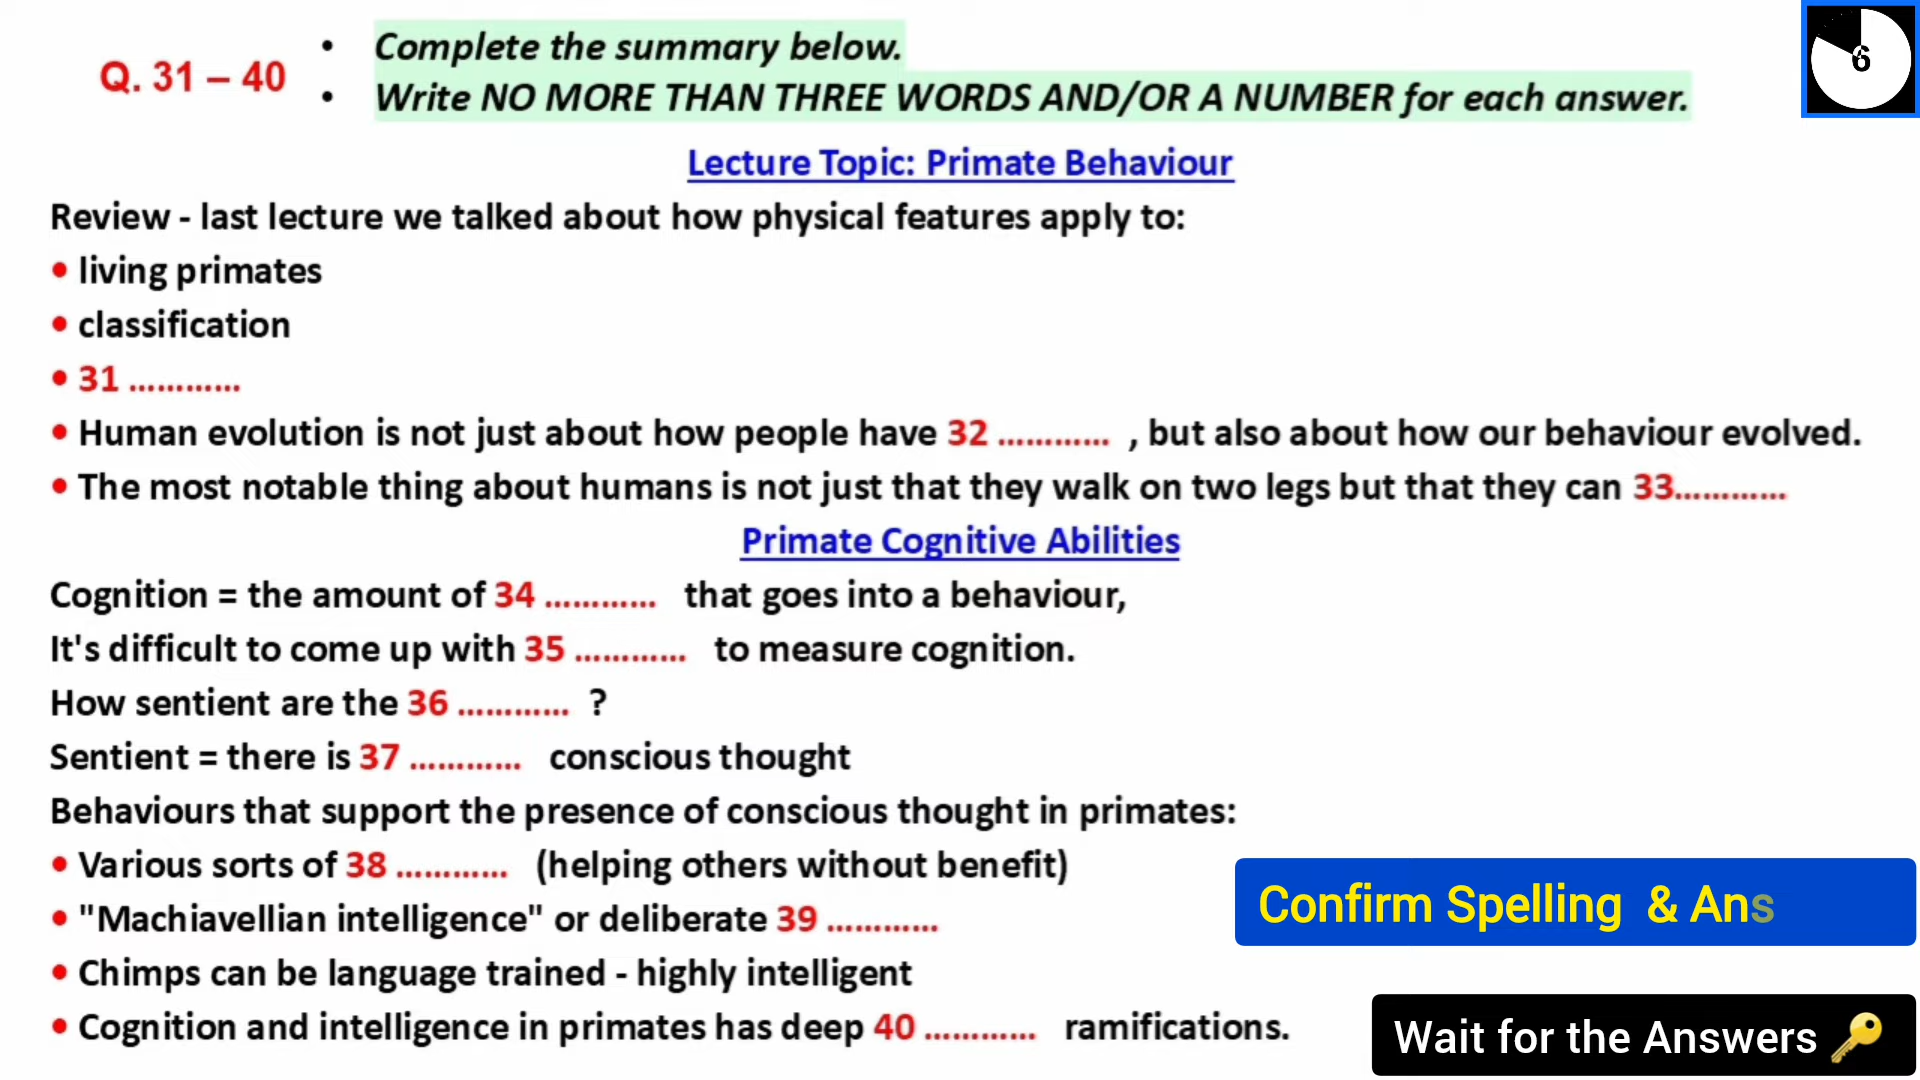 Q. 31 – 40
• Complete the summary below.
• Write NO MORE THAN THREE WORDS AND/OR A NUMBER for each answer.
6
Lecture Topic: Primate Behaviour
Review - last lecture we talked about how physical features apply to:
• living primates
• classification
• 31 ............
• Human evolution is not just about how people have 32 ............ , but also about how our behaviour evolved.
• The most notable thing about humans is not just that they walk on two legs but that they can 33............
Primate Cognitive Abilities
Cognition = the amount of 34 ............ that goes into a behaviour,
It's difficult to come up with 35 ............ to measure cognition.
How sentient are the 36 ............ ?
Sentient = there is 37 ............ conscious thought
Behaviours that support the presence of conscious thought in primates:
• Various sorts of 38 ............ (helping others without benefit)
• "Machiavellian intelligence" or deliberate 39 ............
• Chimps can be language trained - highly intelligent
• Cognition and intelligence in primates has deep 40 ............ ramifications.
Confirm Spelling & Ans
Wait for the Answers 🔑